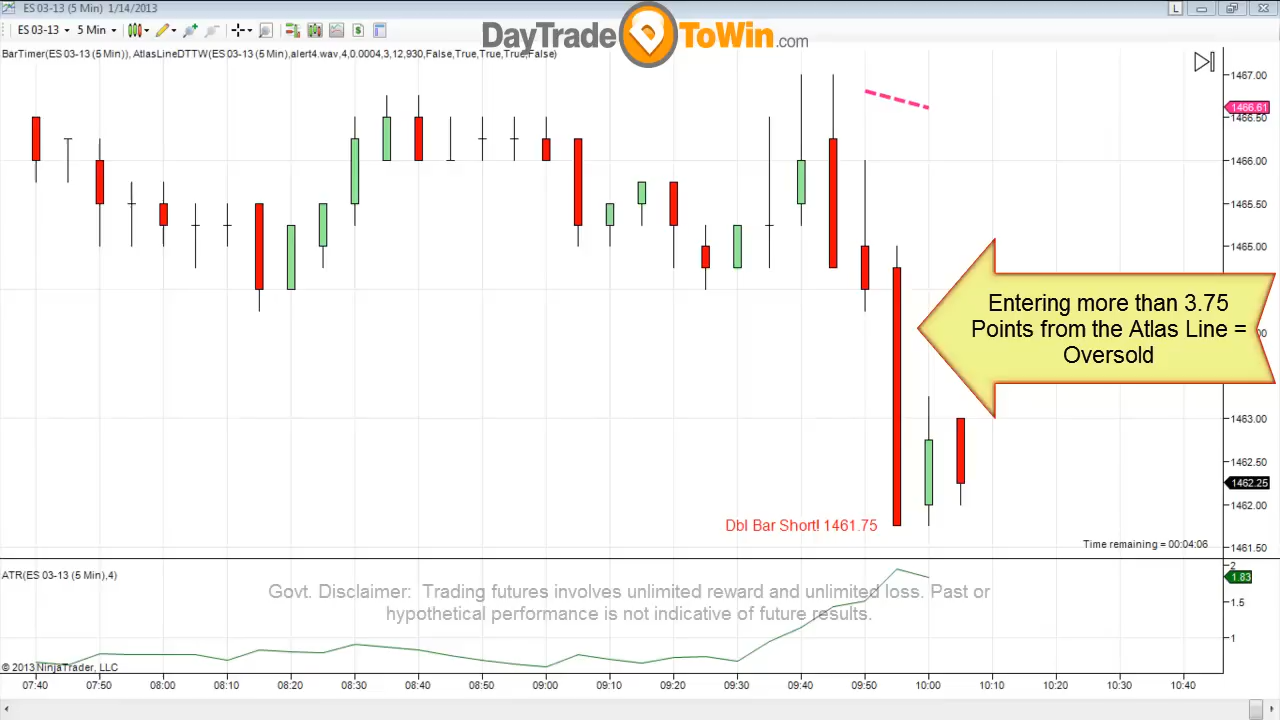 ES 03-13 (5 Min) 1/14/2013
L
ES 03-13
5 Min
DayTradeToWin.com
BarTimer(ES 03-13 (5 Min)), AtlasLineDTTW(ES 03-13 (5 Min),alert4.wav,4,0.0004,3,12,930,False,True,True,True,False)
1467.00
1466.61
1466.50
1466.00
1465.50
1465.00
Entering more than 3.75
Points from the Atlas Line =
Oversold
1463.00
1462.50
1462.25
1462.00
1461.50
Dbl Bar Short! 1461.75
Time remaining = 00:04:06
ATR(ES 03-13 (5 Min),4)
2
1.83
1.5
1
Govt. Disclaimer: Trading futures involves unlimited reward and unlimited loss. Past or
hypothetical performance is not indicative of future results.
© 2013 NinjaTrader, LLC
07:40 07:50 08:00 08:10 08:20 08:30 08:40 08:50 09:00 09:10 09:20 09:30 09:40 09:50 10:00 10:10 10:20 10:30 10:40